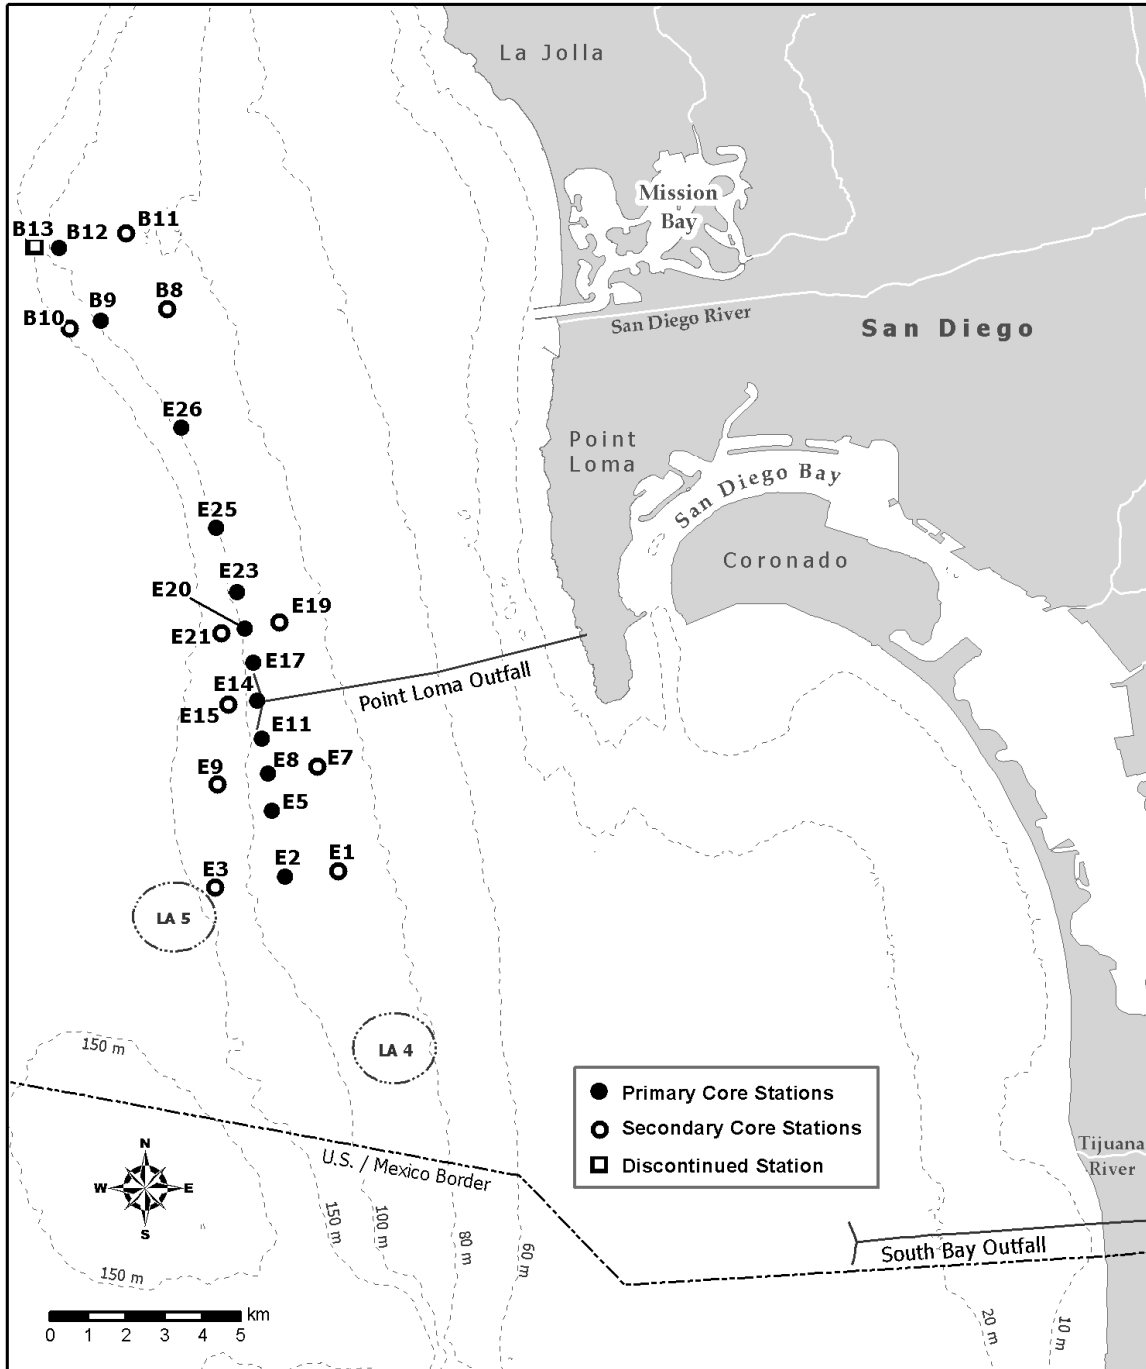 La Jolla
Mission
Bay
B13
B12
B11
B10
B9
B8
San Diego River
San Diego
E26
Point
Loma
San Diego Bay
E25
Coronado
E23
E20
E19
E21
E17
E14
Point Loma Outfall
E15
E11
E9
E8
E7
E5
E3
E2
E1
LA 5
LA 4
150 m
Primary Core Stations
Secondary Core Stations
Discontinued Station
Tijuana
River
N
W
E
S
U.S. / Mexico Border
150 m
100 m
80 m
60 m
South Bay Outfall
150 m
20 m
10 m
km
0 1 2 3 4 5